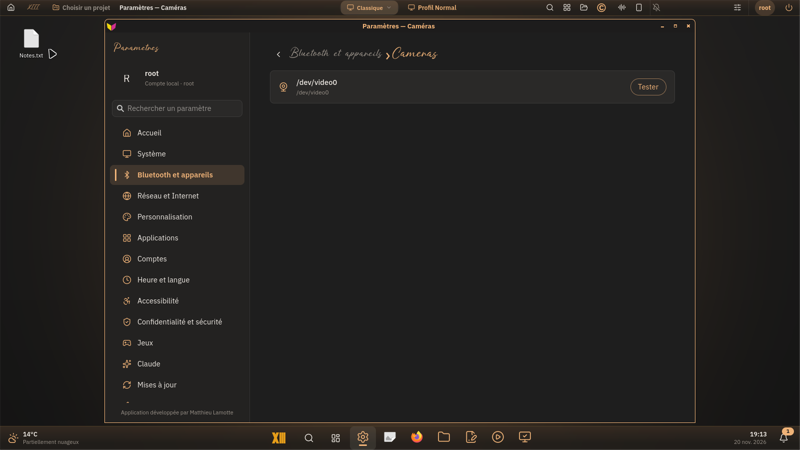 Choisir un projet
Paramètres — Caméras
Classique
Profil Normal
root
Notes.txt
Paramètres — Caméras
Paramètres
R
root
Compte local · root
Rechercher un paramètre
Accueil
Système
Bluetooth et appareils
Réseau et Internet
Personnalisation
Applications
Comptes
Heure et langue
Accessibilité
Confidentialité et sécurité
Jeux
Claude
Mises à jour
Application développée par Matthieu Lamotte
Bluetooth et appareils › Caméras
/dev/video0
/dev/video0
Tester
14°C
Partiellement nuageux
XIII
19:13
20 nov. 2026
1